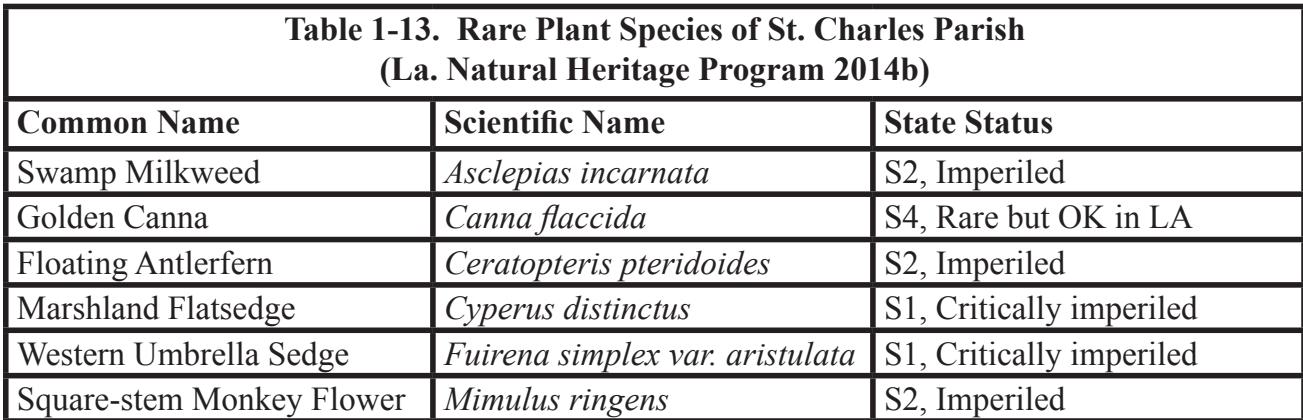 Table 1-13.  Rare Plant Species of St. Charles Parish
(La. Natural Heritage Program 2014b)
Common Name Scientific Name State Status
Swamp Milkweed Asclepias incarnata S2, Imperiled
Golden Canna Canna flaccida S4, Rare but OK in LA
Floating Antlerfern Ceratopteris pteridoides S2, Imperiled
Marshland Flatsedge Cyperus distinctus S1, Critically imperiled
Western Umbrella Sedge Fuirena simplex var. aristulata S1, Critically imperiled
Square-stem Monkey Flower Mimulus ringens S2, Imperiled